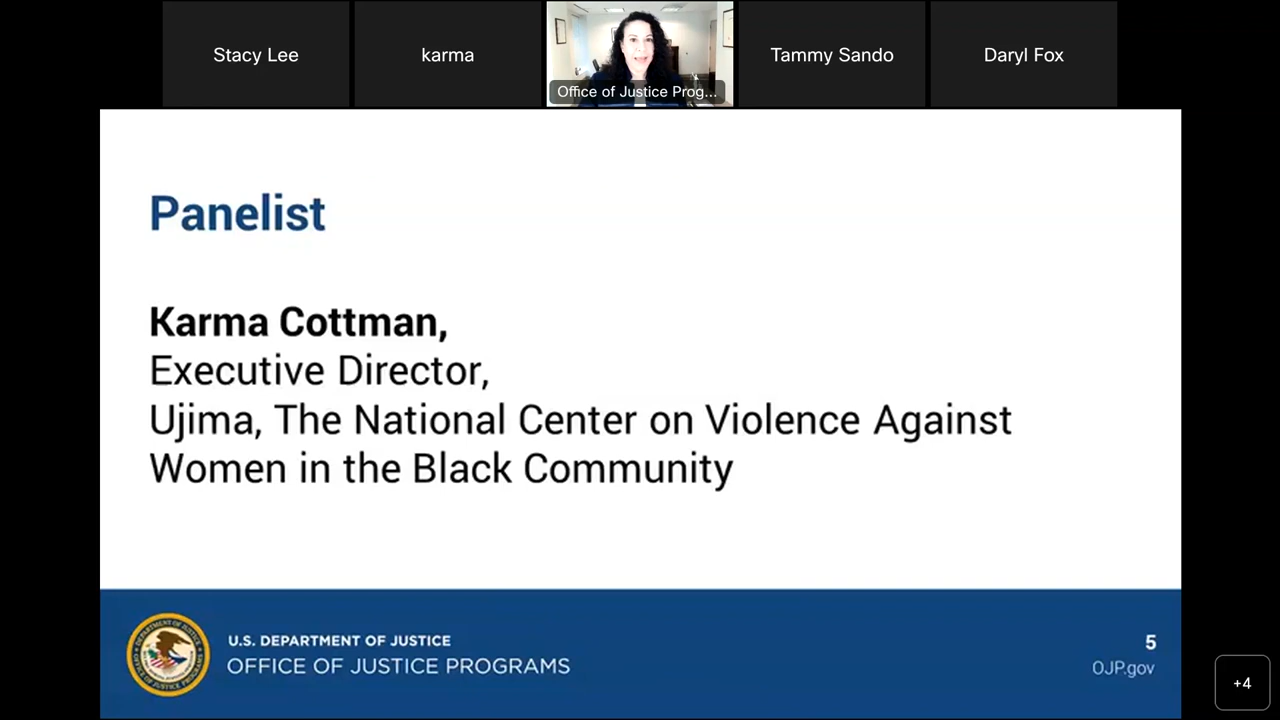 Stacy Lee
karma
Office of Justice Prog...
Tammy Sando
Daryl Fox
Panelist
Karma Cottman,
Executive Director,
Ujima, The National Center on Violence Against
Women in the Black Community
U.S. DEPARTMENT OF JUSTICE
OFFICE OF JUSTICE PROGRAMS
5
OJP.gov
+4